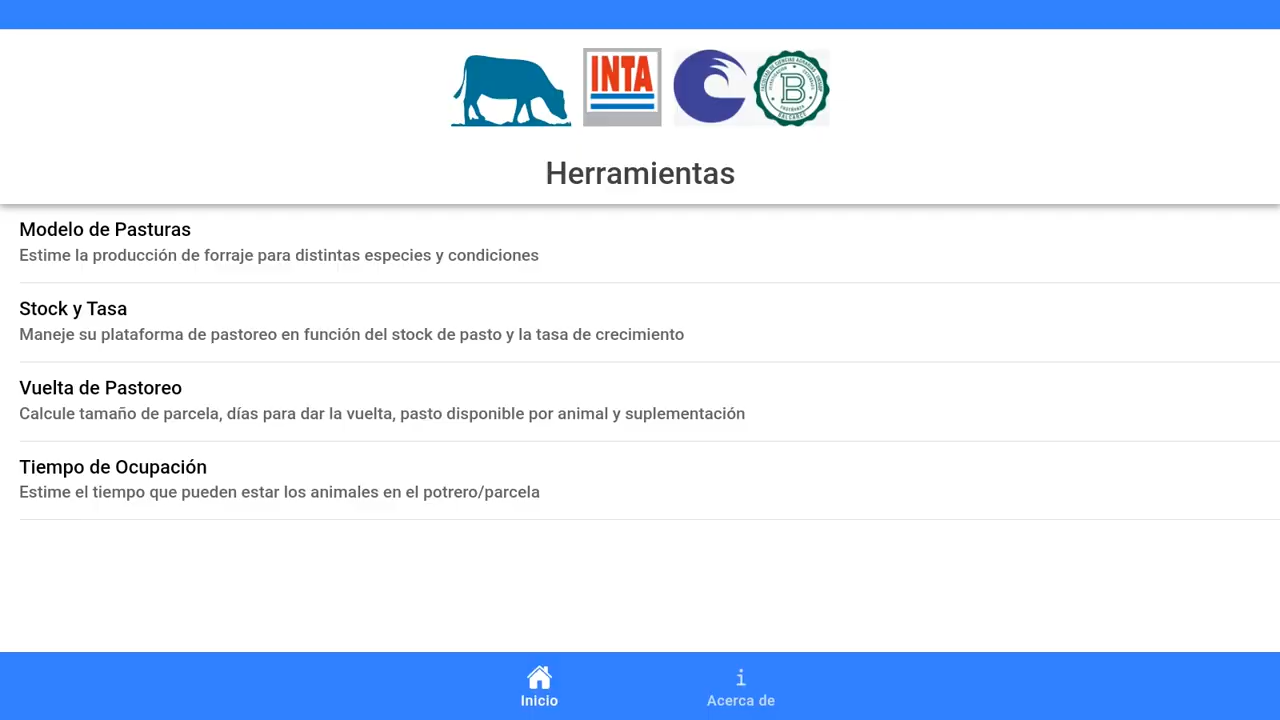 INTA
B
BALCARCE
Herramientas
Modelo de Pasturas
Estime la producción de forraje para distintas especies y condiciones
Stock y Tasa
Maneje su plataforma de pastoreo en función del stock de pasto y la tasa de crecimiento
Vuelta de Pastoreo
Calcule tamaño de parcela, días para dar la vuelta, pasto disponible por animal y suplementación
Tiempo de Ocupación
Estime el tiempo que pueden estar los animales en el potrero/parcela
Inicio
Acerca de